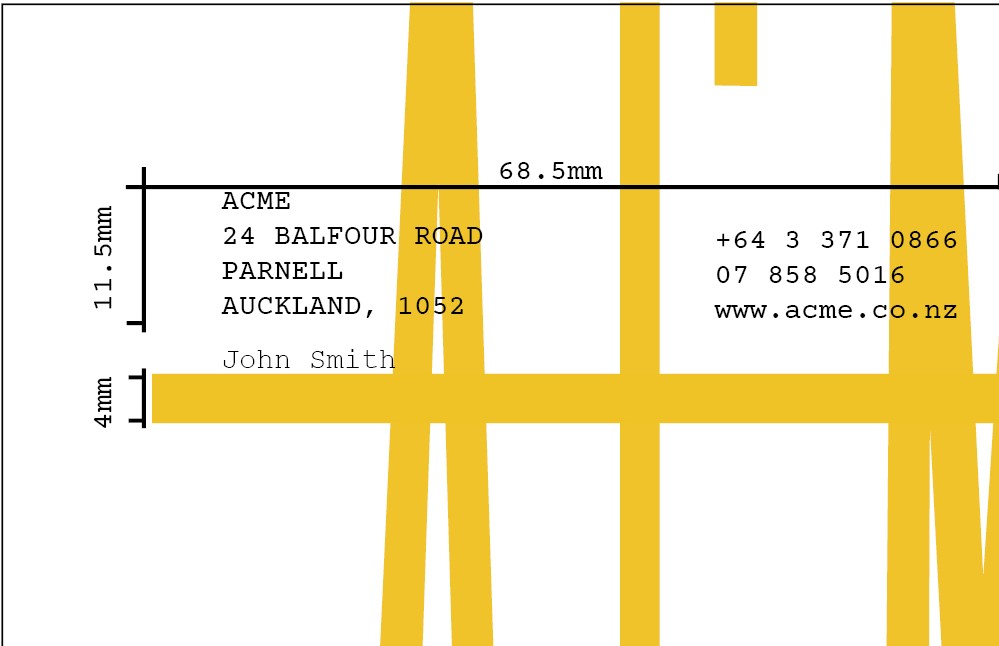 68.5mm
11.5mm
ACME
24 BALFOUR ROAD
PARNELL
AUCKLAND, 1052
+64 3 371 0866
07 858 5016
www.acme.co.nz
John Smith
4mm